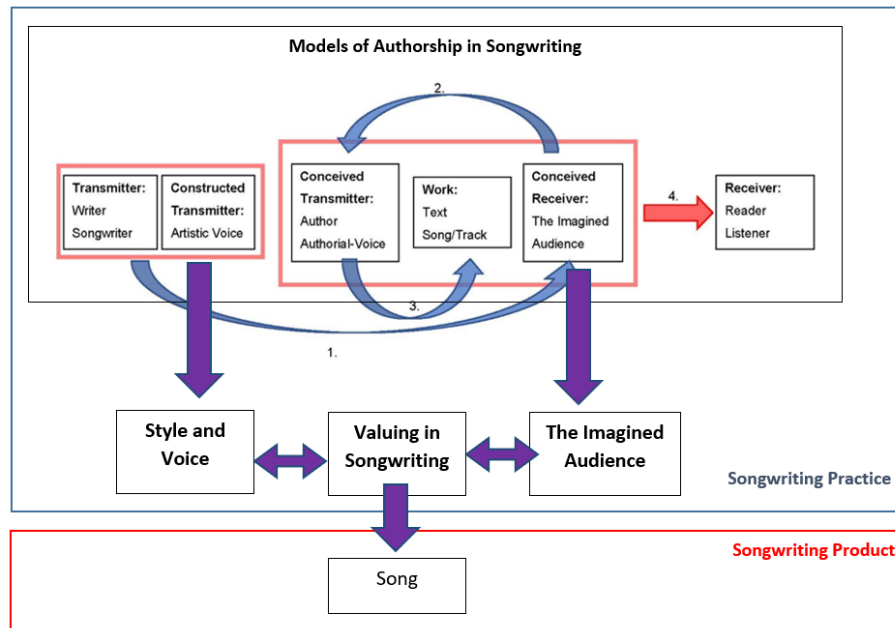 Models of Authorship in Songwriting
2.
Transmitter:
Writer
Songwriter
Constructed
Transmitter:
Artistic Voice
Conceived
Transmitter:
Author
Authorial-Voice
Work:
Text
Song/Track
Conceived
Receiver:
The Imagined
Audience
4.
Receiver:
Reader
Listener
3.
1.
Style and
Voice
Valuing in
Songwriting
The Imagined
Audience
Songwriting Practice
Songwriting Product
Song